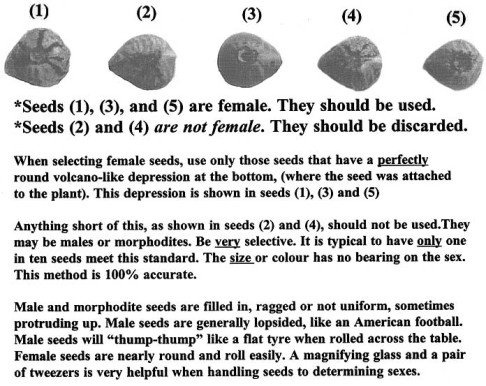 (1) (2) (3) (4) (5)
*Seeds (1), (3), and (5) are female. They should be used.
*Seeds (2) and (4) are not female. They should be discarded.
When selecting female seeds, use only those seeds that have a perfectly
round volcano-like depression at the bottom, (where the seed was attached
to the plant). This depression is shown in seeds (1), (3) and (5)
Anything short of this, as shown in seeds (2) and (4), should not be used.They
may be males or morphodites. Be very selective. It is typical to have only one
in ten seeds meet this standard. The size or colour has no bearing on the sex.
This method is 100% accurate.
Male and morphodite seeds are filled in, ragged or not uniform, sometimes
protruding up. Male seeds are generally lopsided, like an American football.
Male seeds will “thump-thump” like a flat tyre when rolled across the table.
Female seeds are nearly round and roll easily. A magnifying glass and a pair
of tweezers is very helpful when handling seeds to determining sexes.